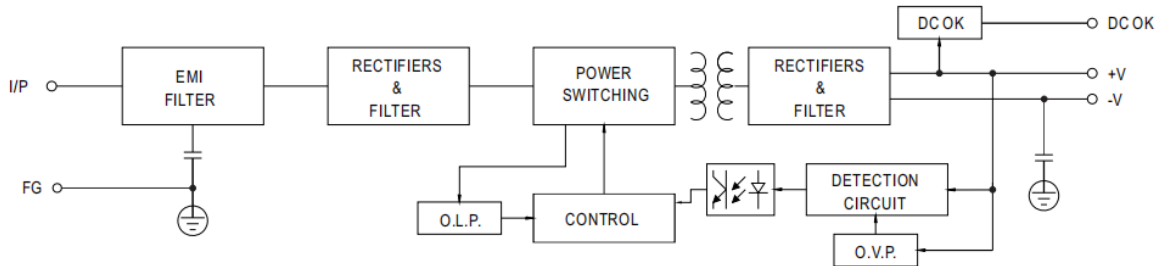 DC OK
DC OK
I/P
EMI
FILTER
RECTIFIERS
&
FILTER
POWER
SWITCHING
RECTIFIERS
&
FILTER
+V
-V
FG
O.L.P.
CONTROL
DETECTION
CIRCUIT
O.V.P.